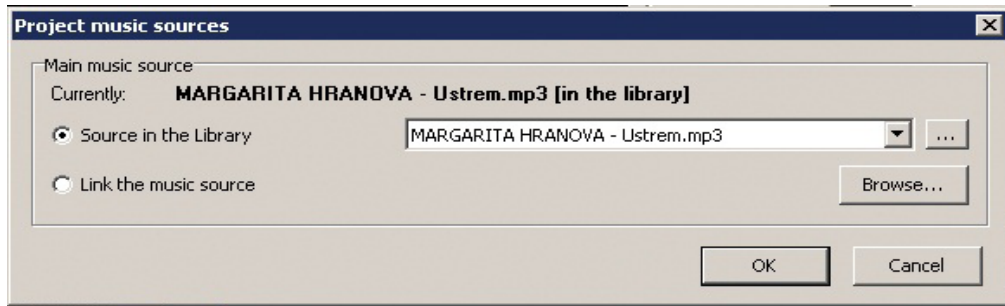 Project music sources
Main music source
Currently: MARGARITA HRANOVA - Ustrem.mp3 [in the library]
Source in the Library MARGARITA HRANOVA - Ustrem.mp3 ...
Link the music source Browse...
OK Cancel